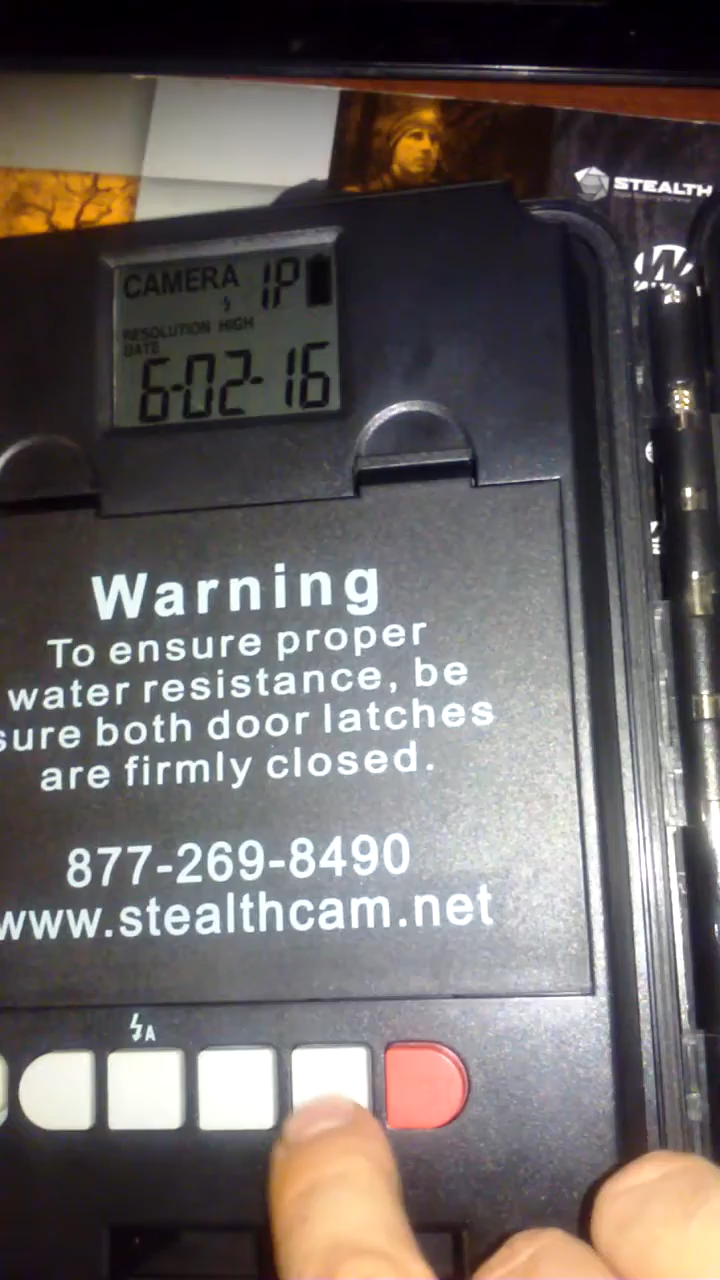 STEALTH
CAMERA 1P
RESOLUTION HIGH
DATE
6-02-16
Warning
To ensure proper
water resistance, be
sure both door latches
are firmly closed.
877-269-8490
www.stealthcam.net
A